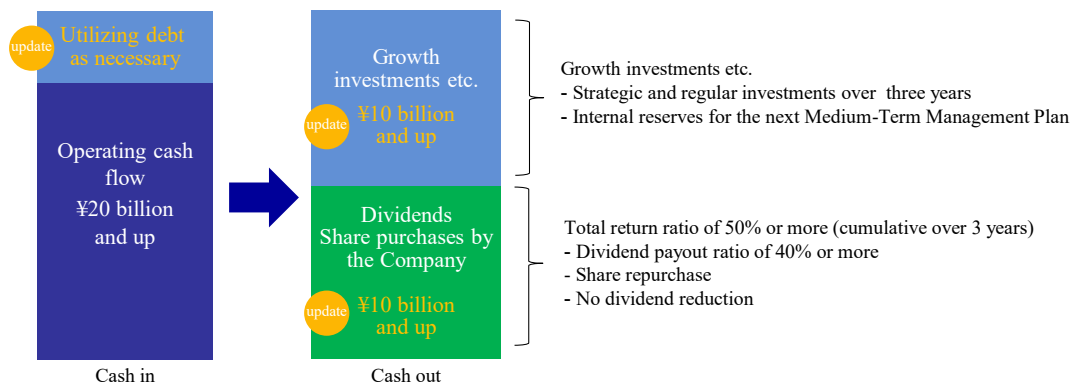 update
Utilizing debt
as necessary
Operating cash
flow
¥20 billion
and up
Cash in
Growth
investments etc.
update
¥10 billion
and up
Dividends
Share purchases by
the Company
update
¥10 billion
and up
Cash out
Growth investments etc.
- Strategic and regular investments over three years
- Internal reserves for the next Medium-Term Management Plan
Total return ratio of 50% or more (cumulative over 3 years)
- Dividend payout ratio of 40% or more
- Share repurchase
- No dividend reduction